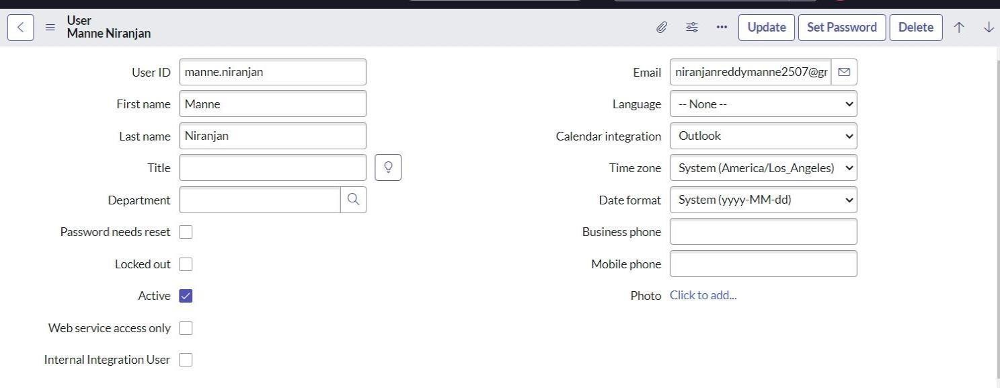 User
Manne Niranjan
Update
Set Password
Delete
User ID manne.niranjan
First name Manne
Last name Niranjan
Title
Department
Password needs reset
Locked out
Active
Web service access only
Internal Integration User
Email niranjanreddymanne2507@gr
Language -- None --
Calendar integration Outlook
Time zone System (America/Los_Angeles)
Date format System (yyyy-MM-dd)
Business phone
Mobile phone
Photo Click to add...